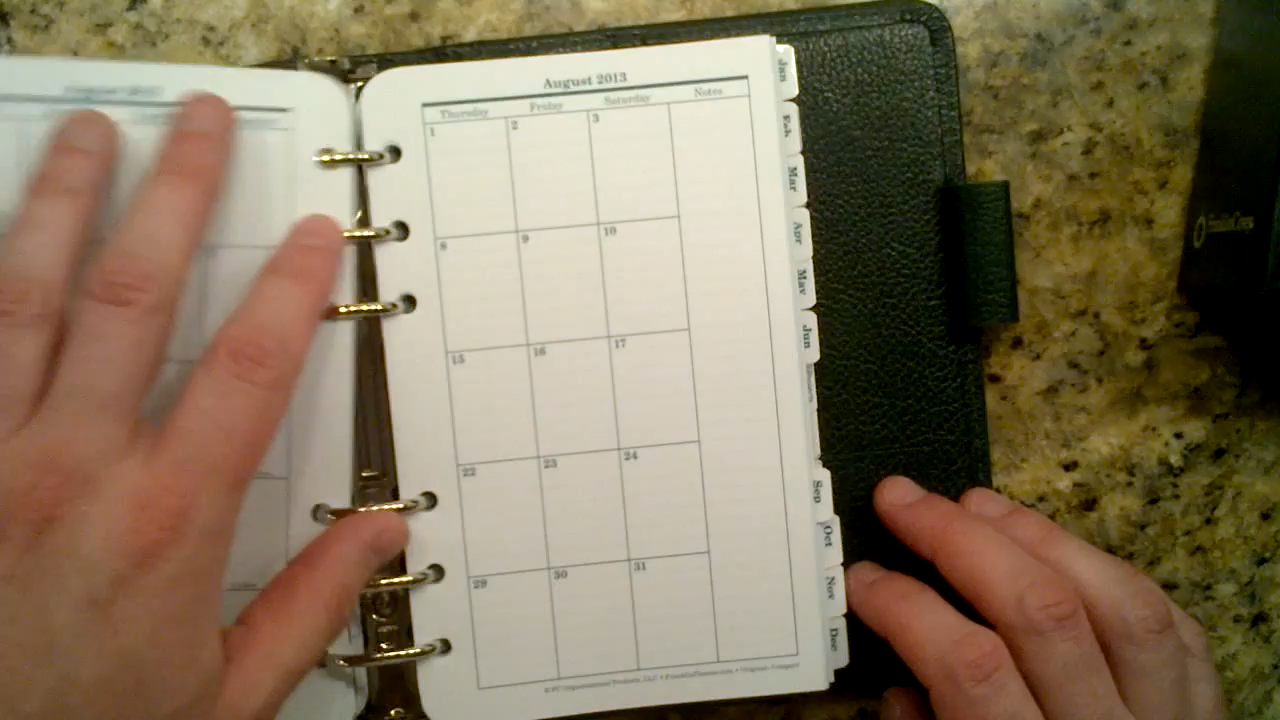 August 2013
Thursday Friday Saturday Notes
1 2 3
8 9 10
15 16 17
22 23 24
29 30 31
Jan
Feb
Mar
Apr
May
Jun
Sep
Oct
Nov
Dec
FranklinCovey